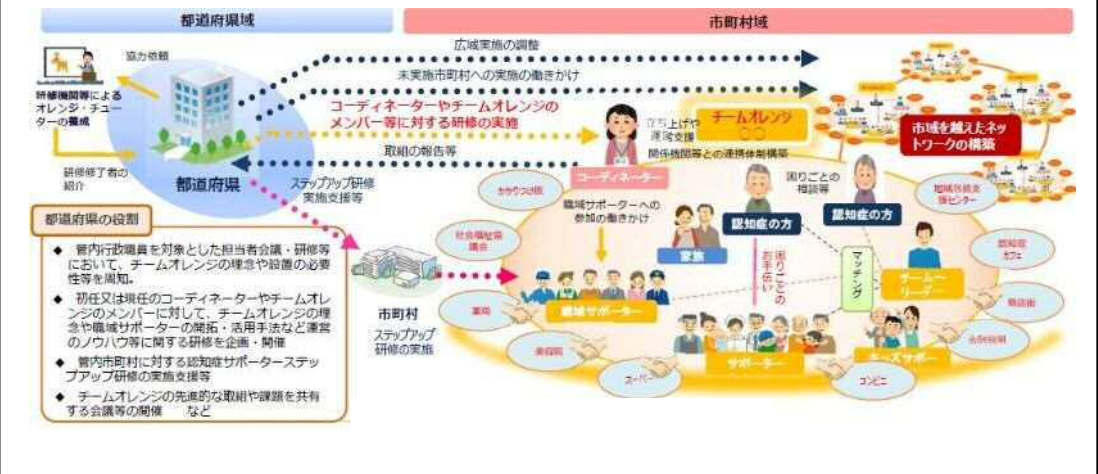 都道府県域
市町村域
協力依頼
研修機関等による
オレンジ・チュー
ターの養成
研修修了者の
紹介
都道府県
広域実施の調整
未実施市町村への実施の働きかけ
コーディネーターやチームオレンジの
メンバー等に対する研修の実施
取組の報告等
ステップアップ研修
実施支援等
立ち上げや
運営支援
チームオレンジ
〇〇
関係機関等との連携体制構築
市域を越えたネッ
トワークの構築
コーディネーター
困りごとの
相談等
かかりつけ医
職域サポーターへの
参加の働きかけ
認知症の方
認知症の方
地域包括支
援センター
社会福祉協
議会
家族
困りごとの
お手伝い
マッチング
認知症
カフェ
チーム
リーダー
職域サポーター
薬局
商店街
美容院
サポーター
キッズサポー
金融機関
スーパー
コンビニ
市町村
ステップアップ
研修の実施
都道府県の役割
◆ 管内行政職員を対象とした担当者会議・研修等
において、チームオレンジの理念や設置の必要
性等を周知。
◆ 初任又は現任のコーディネーターやチームオレ
ンジのメンバーに対して、チームオレンジの理
念や職域サポーターの開拓・活用手法など運営
のノウハウ等に関する研修を企画・開催
◆ 管内市町村に対する認知症サポーターステッ
プアップ研修の実施支援等
◆ チームオレンジの先進的な取組や課題を共有
する会議等の開催 など